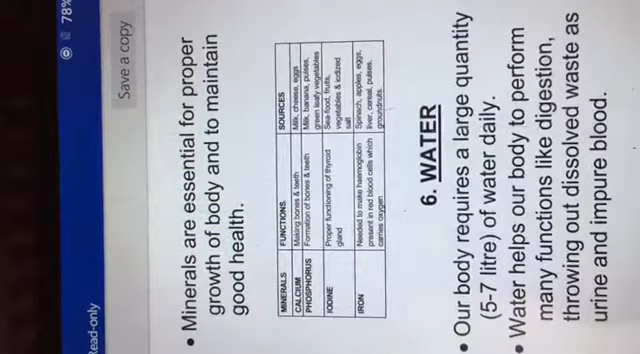 78%
Read-only
Save a copy
• Minerals are essential for proper
growth of body and to maintain
good health.
MINERALS FUNCTIONS SOURCES
CALCIUM Making bones & teeth Milk, cheese, eggs
PHOSPHORUS Formation of bones & teeth Milk, banana, pulses,
green leafy vegetables
IODINE Proper functioning of thyroid Sea-food, fruits,
gland vegetables & iodized
salt
IRON Needed to make haemoglobin Spinach, apples, eggs,
present in red blood cells which liver, cereal, pulses,
carries oxygen groundnuts.
6. WATER
• Our body requires a large quantity
(5-7 litre) of water daily.
• Water helps our body to perform
many functions like digestion,
throwing out dissolved waste as
urine and impure blood.